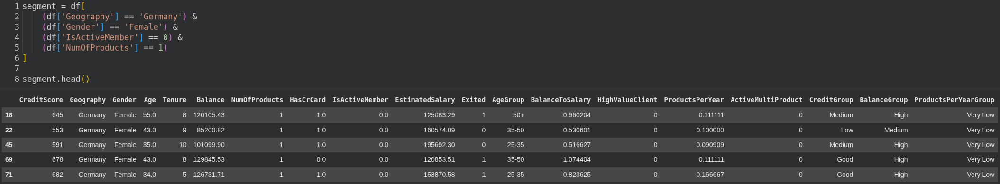 1 segment = df[
2     (df['Geography'] == 'Germany') &
3     (df['Gender'] == 'Female') &
4     (df['IsActiveMember'] == 0) &
5     (df['NumOfProducts'] == 1)
6 ]
7
8 segment.head()
CreditScore Geography Gender Age Tenure Balance NumOfProducts HasCrCard IsActiveMember EstimatedSalary Exited AgeGroup BalanceToSalary HighValueClient ProductsPerYear ActiveMultiProduct CreditGroup BalanceGroup ProductsPerYearGroup
18 645 Germany Female 55.0 8 120105.43 1 1.0 0.0 125083.29 1 50+ 0.960204 0 0.111111 0 Medium High Very Low
22 553 Germany Female 43.0 9 85200.82 1 1.0 0.0 160574.09 0 35-50 0.530601 0 0.100000 0 Low Medium Very Low
45 591 Germany Female 35.0 10 101099.90 1 1.0 0.0 195692.30 0 25-35 0.516627 0 0.090909 0 Medium High Very Low
69 678 Germany Female 43.0 8 129845.53 1 0.0 0.0 120853.51 1 35-50 1.074404 0 0.111111 0 Good High Very Low
71 682 Germany Female 34.0 5 126731.71 1 1.0 0.0 153870.58 1 25-35 0.823625 0 0.166667 0 Good High Very Low